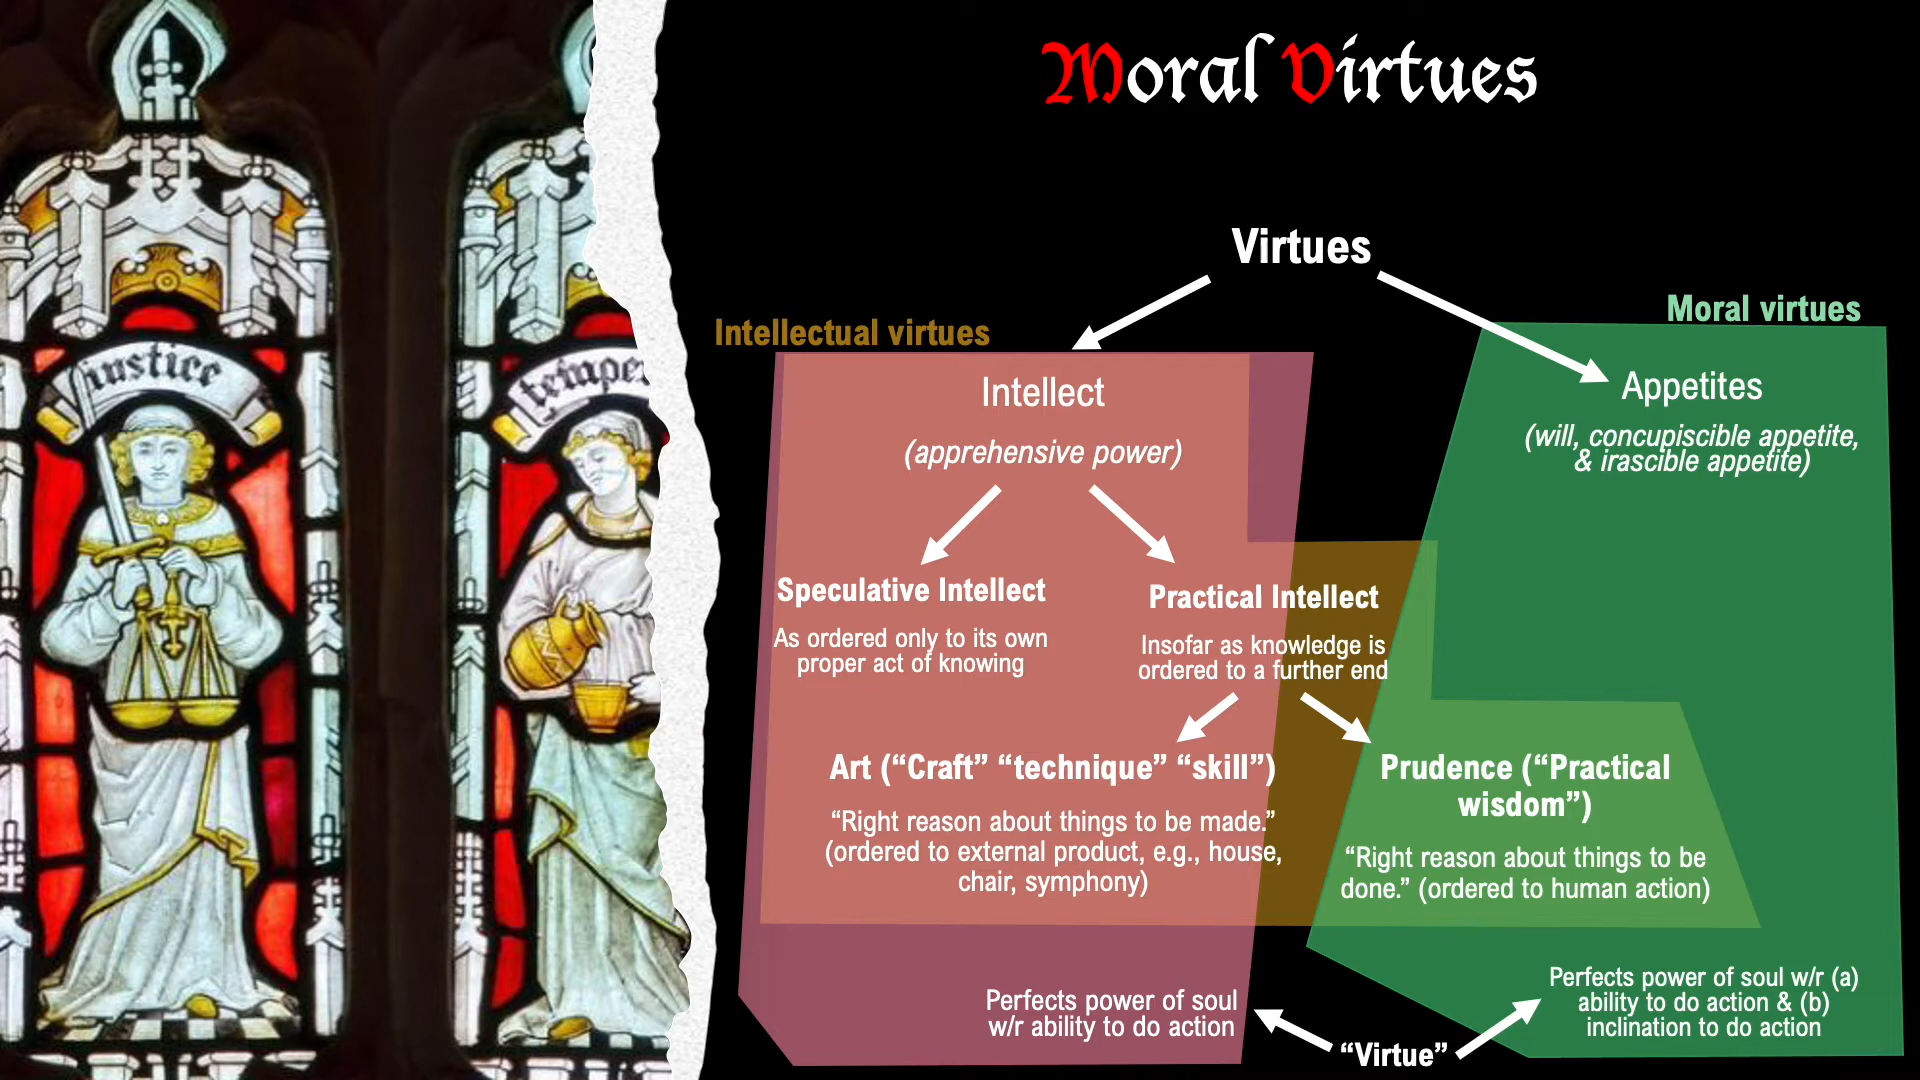 Moral Virtues
Virtues
Intellectual virtues
Moral virtues
Intellect
(apprehensive power)
Appetites
(will, concupiscible appetite,
& irascible appetite)
Speculative Intellect
As ordered only to its own
proper act of knowing
Practical Intellect
Insofar as knowledge is
ordered to a further end
Art (“Craft” “technique” “skill”)
“Right reason about things to be made.”
(ordered to external product, e.g., house,
chair, symphony)
Prudence (“Practical
wisdom”)
“Right reason about things to be
done.” (ordered to human action)
Perfects power of soul
w/r ability to do action
“Virtue”
Perfects power of soul w/r (a)
ability to do action & (b)
inclination to do action
iustice
tempe